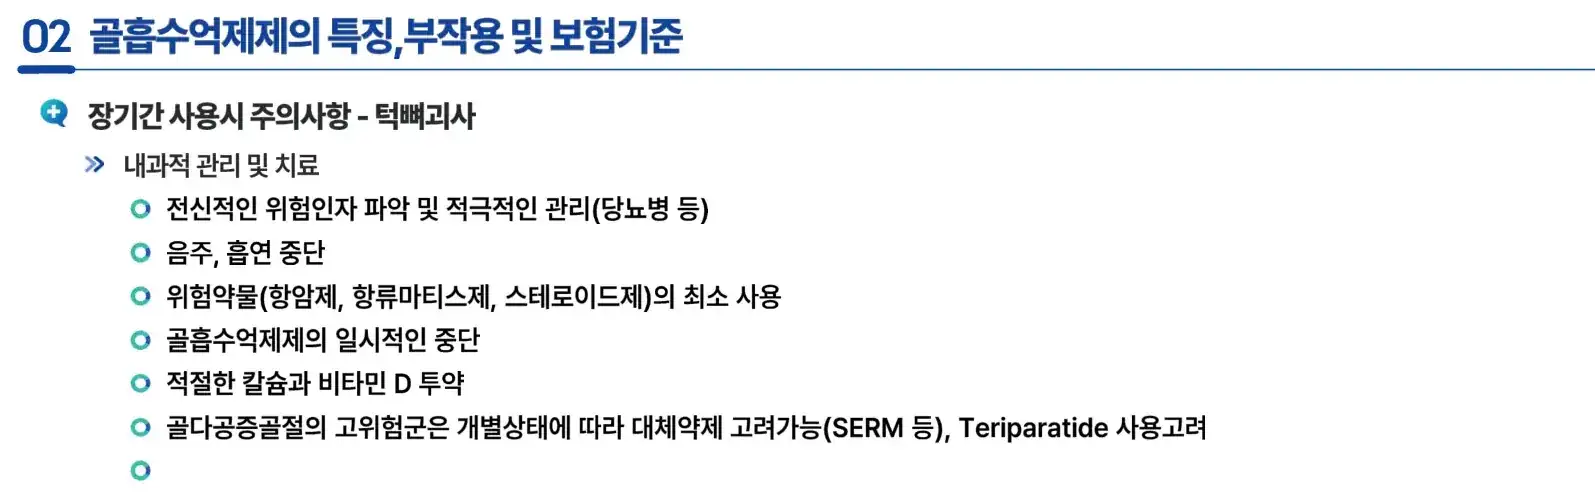 02 골흡수억제제의 특징,부작용 및 보험기준
장기간 사용시 주의사항 - 턱뼈괴사
내과적 관리 및 치료
전신적인 위험인자 파악 및 적극적인 관리(당뇨병 등)
음주, 흡연 중단
위험약물(항암제, 항류마티스제, 스테로이드제)의 최소 사용
골흡수억제제의 일시적인 중단
적절한 칼슘과 비타민 D 투약
골다공증골절의 고위험군은 개별상태에 따라 대체약제 고려가능(SERM 등), Teriparatide 사용고려